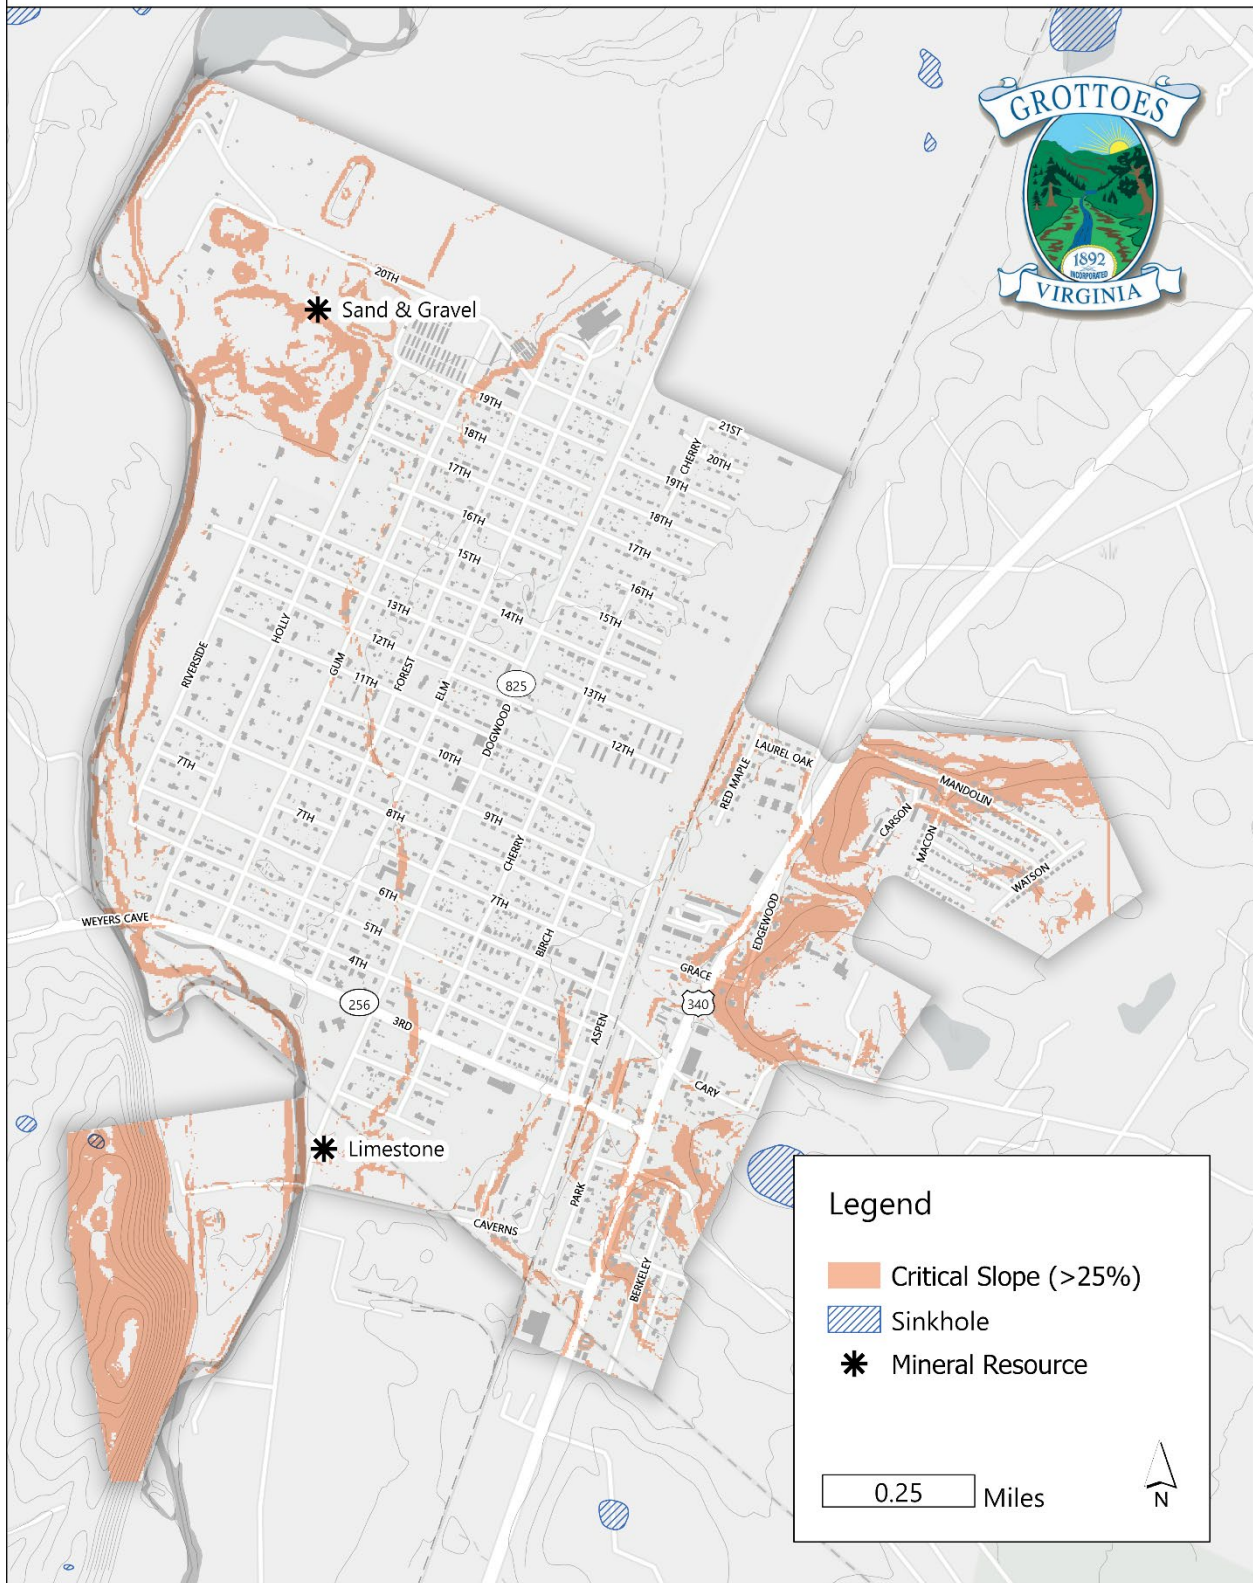 GROTTOES
1892
INCORPORATED
VIRGINIA
20TH
Sand & Gravel
19TH
18TH
17TH
16TH
15TH
21ST
CHERRY
20TH
19TH
18TH
17TH
16TH
15TH
14TH
13TH
12TH
11TH
HOLLY
RIVERSIDE
GUM
FOREST
ELM
825
DOGWOOD
13TH
12TH
10TH
9TH
8TH
7TH
7TH
6TH
5TH
4TH
7TH
CHERRY
BIRCH
RED MAPLE
LAUREL OAK
MANDOLIN
CARSON
MACON
WATSON
EDGEWOOD
GRACE
340
WEYERS CAVE
256
3RD
ASPEN
CARY
Limestone
PARK
CAVERNS
BERKELEY
Legend
Critical Slope (>25%)
Sinkhole
Mineral Resource
0.25 Miles
N